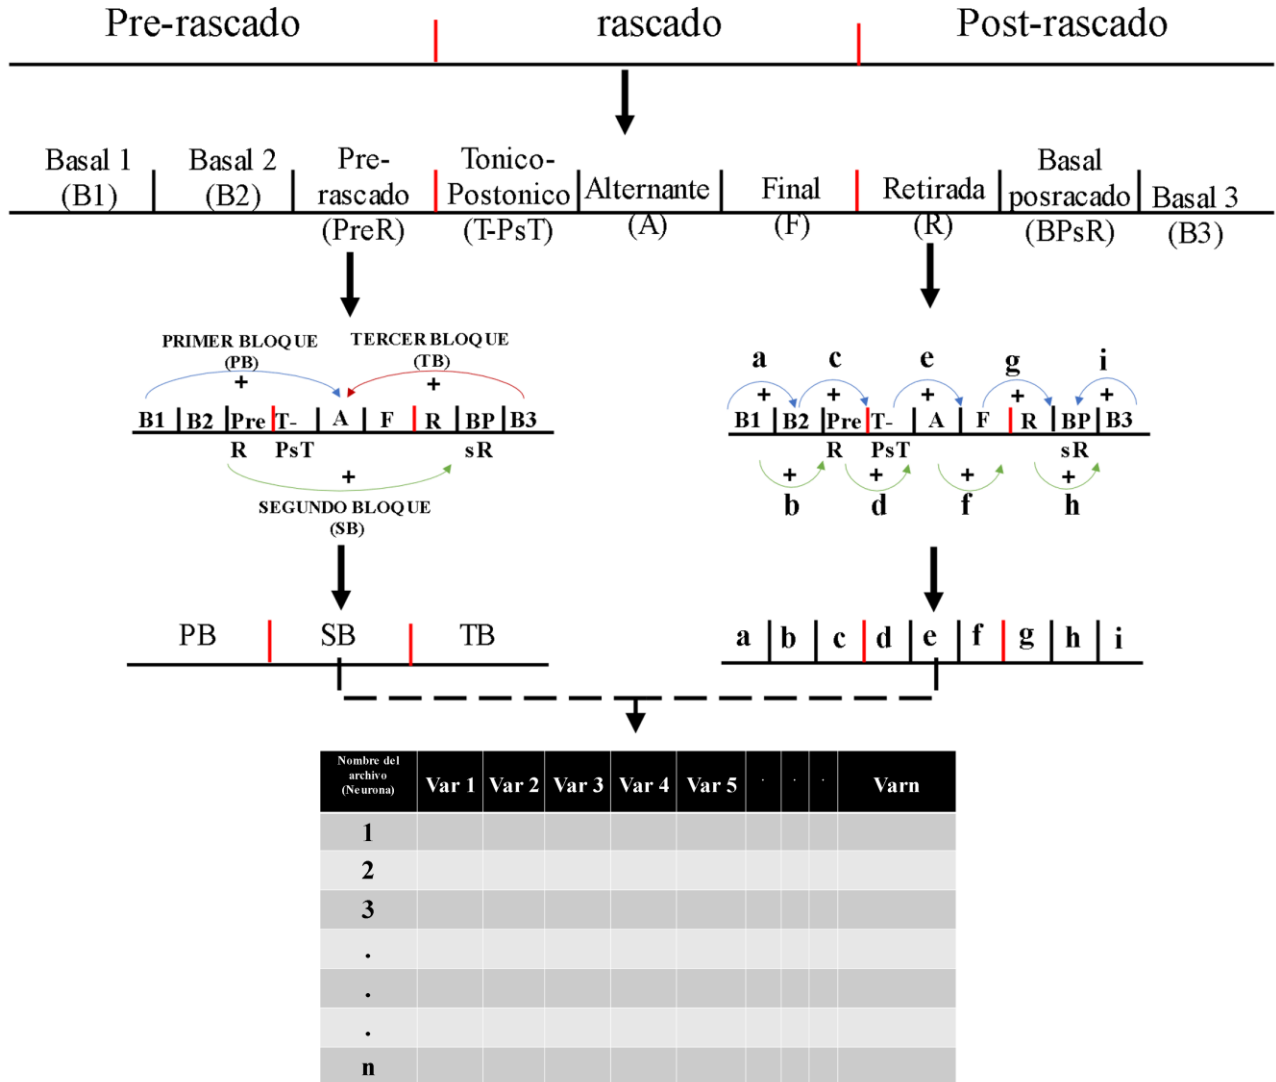 Pre-rascado rascado Post-rascado
Basal 1 (B1)
Basal 2 (B2)
Pre-
rascado
(PreR)
Tonico-
Postonico
(T-PsT)
Alternante
(A)
Final
(F)
Retirada
(R)
Basal
posracado
(BPsR)
Basal 3
(B3)
PRIMER BLOQUE
(PB)
+
TERCER BLOQUE
(TB)
+
B1 B2 Pre T- A F R BP B3
R PsT sR
+
SEGUNDO BLOQUE
(SB)
a c e g i
+ + + + +
B1 B2 Pre T- A F R BP B3
R PsT sR
+ + + +
b d f h
PB SB TB
a b c d e f g h i
Nombre del
archivo
(Neurona)
Var 1 Var 2 Var 3 Var 4 Var 5 . . . Varn
1
2
3
.
.
.
n